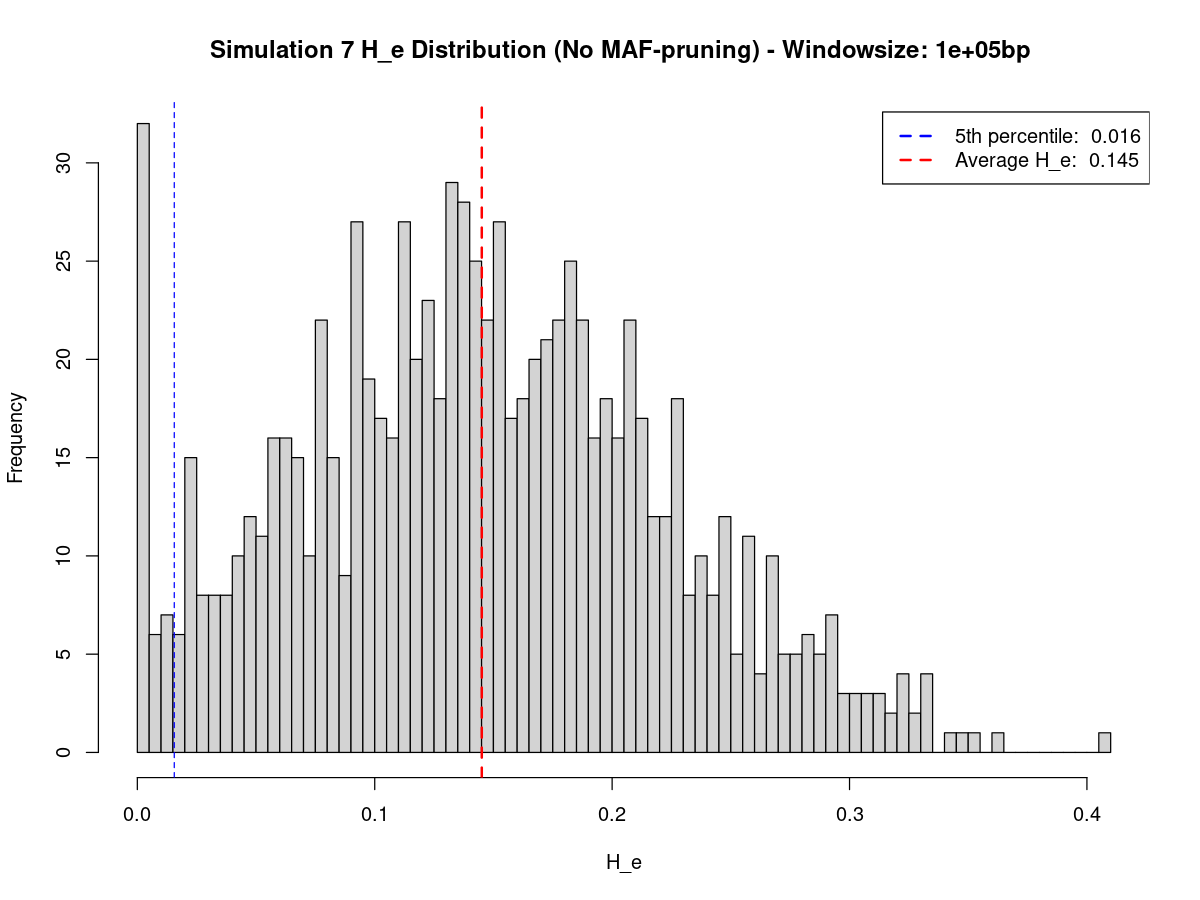 Simulation 7 H_e Distribution (No MAF-pruning) - Windowsize: 1e+05bp
5th percentile: 0.016
Average H_e: 0.145
Frequency
30
25
20
15
10
5
0
0.0 0.1 0.2 0.3 0.4
H_e